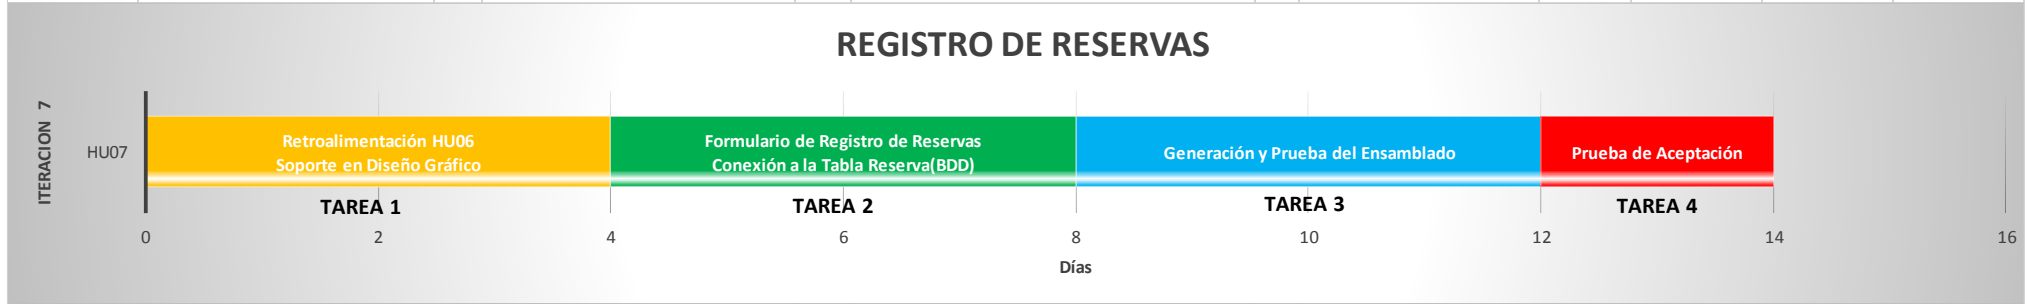 REGISTRO DE RESERVAS
ITERACION 7
HU07
Retroalimentación HU06
Soporte en Diseño Gráfico
Formulario de Registro de Reservas
Conexión a la Tabla Reserva(BDD)
Generación y Prueba del Ensamblado
Prueba de Aceptación
TAREA 1
TAREA 2
TAREA 3
TAREA 4
0 2 4 6 8 10 12 14 16
Días